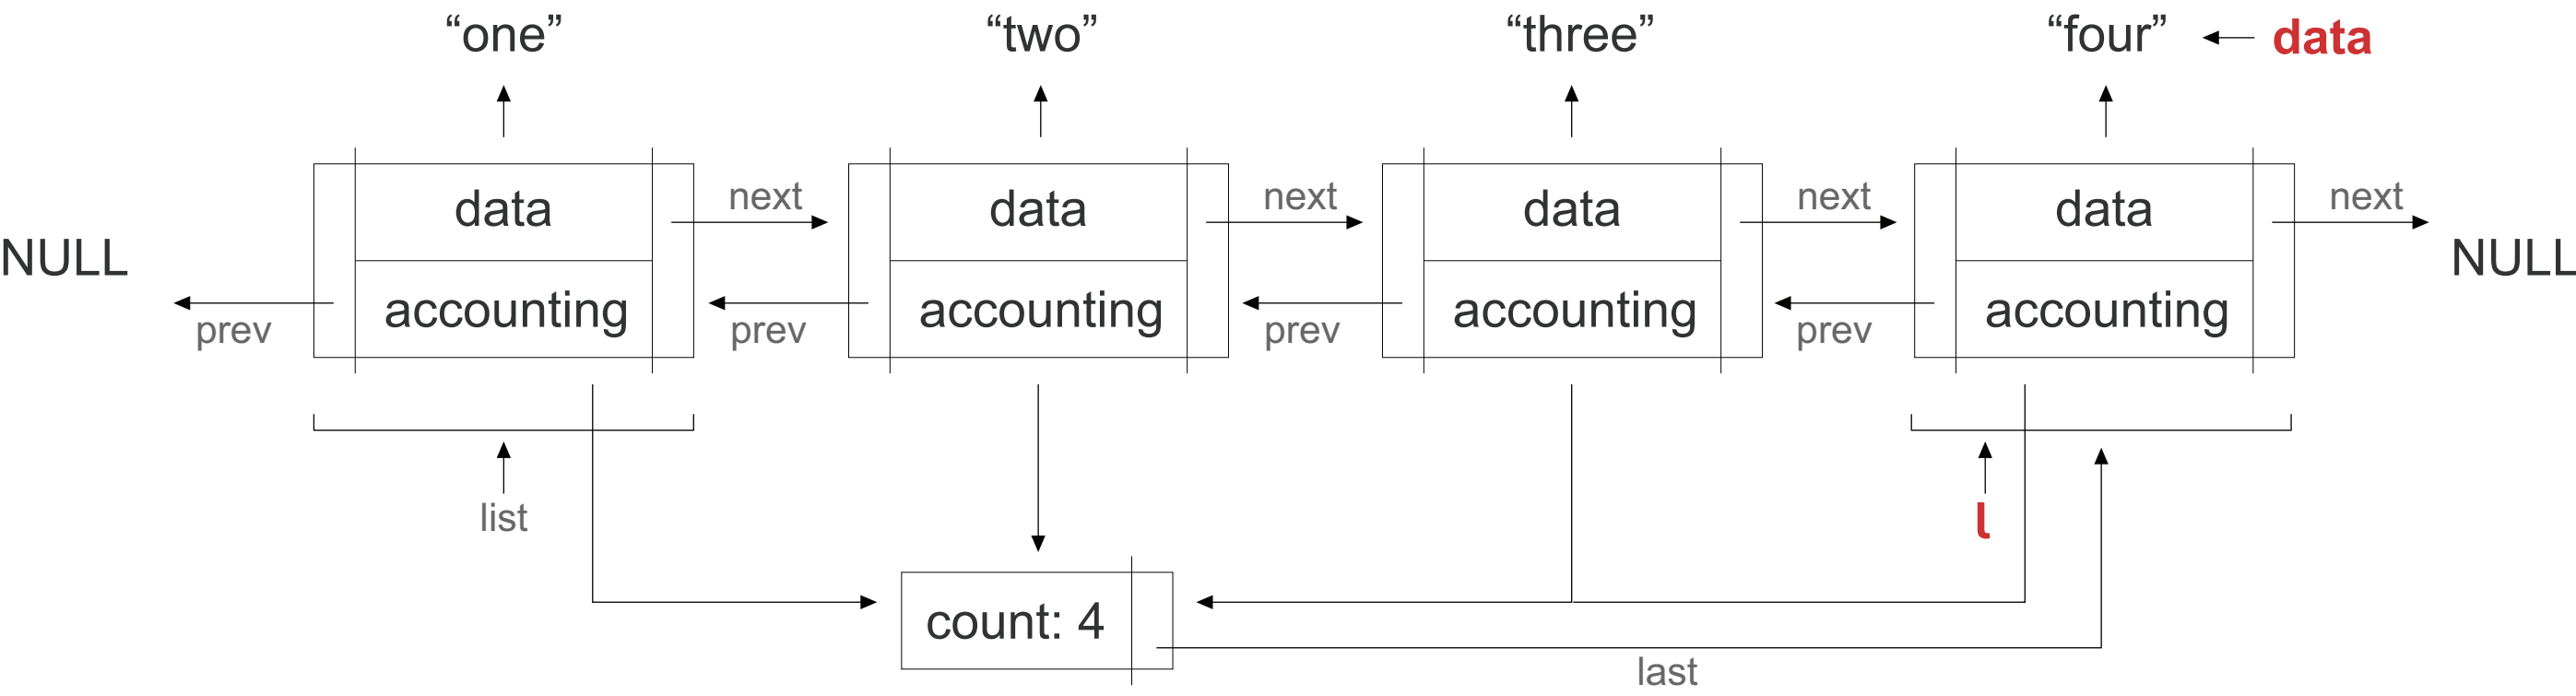 “one” “two” “three” “four” data
data next data next data next data next
NULL NULL
prev accounting prev accounting prev accounting prev accounting
list l
count: 4
last